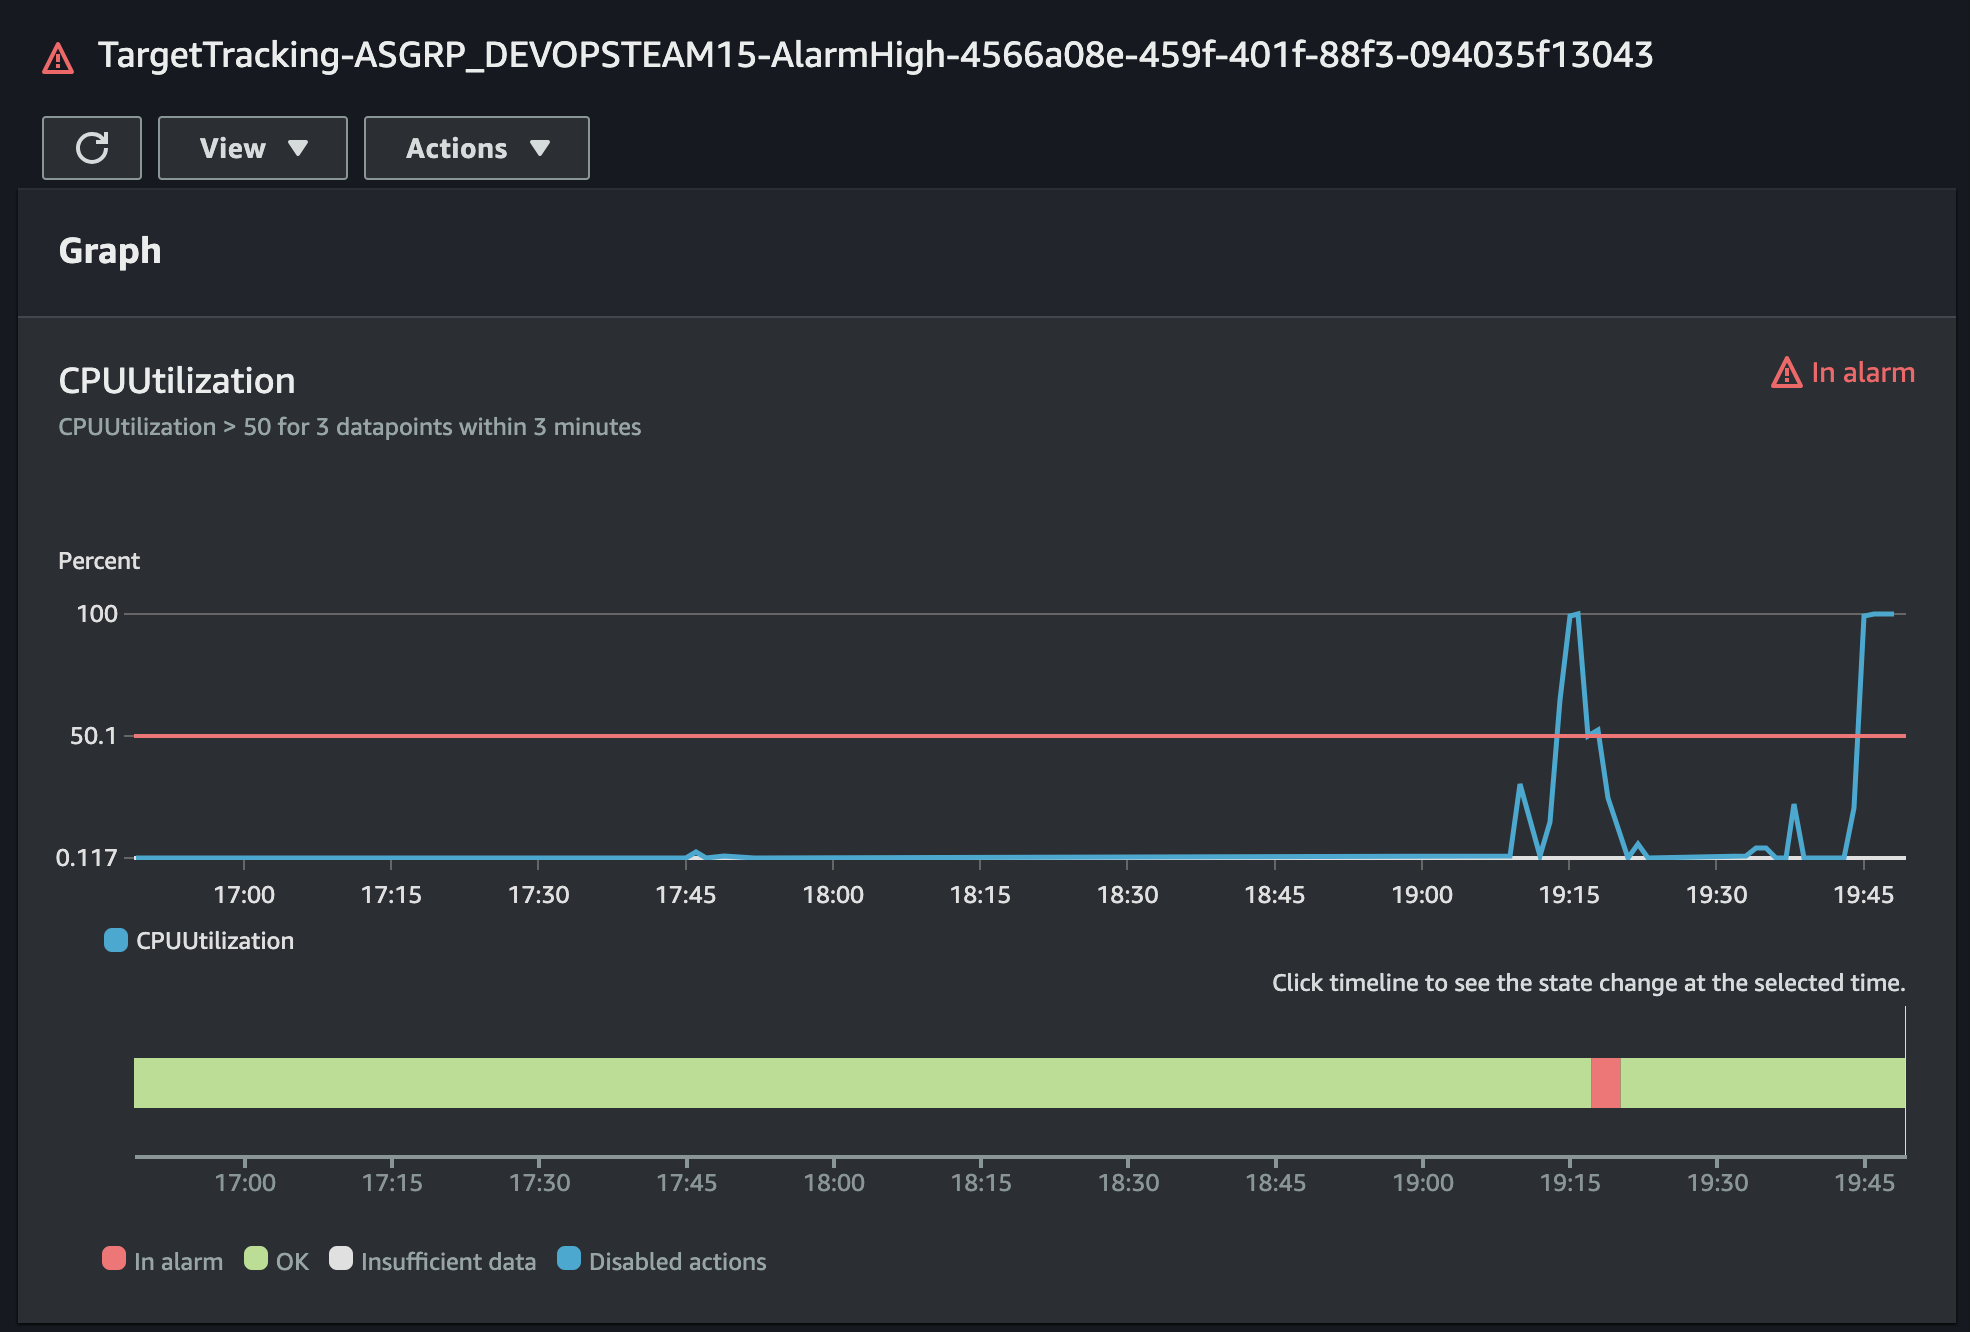 TargetTracking-ASGRP_DEVOPSTEAM15-AlarmHigh-4566a08e-459f-401f-88f3-094035f13043
View Actions
Graph
CPUUtilization
In alarm
CPUUtilization > 50 for 3 datapoints within 3 minutes
Percent
100
50.1
0.117
17:00 17:15 17:30 17:45 18:00 18:15 18:30 18:45 19:00 19:15 19:30 19:45
CPUUtilization
Click timeline to see the state change at the selected time.
17:00 17:15 17:30 17:45 18:00 18:15 18:30 18:45 19:00 19:15 19:30 19:45
In alarm OK Insufficient data Disabled actions